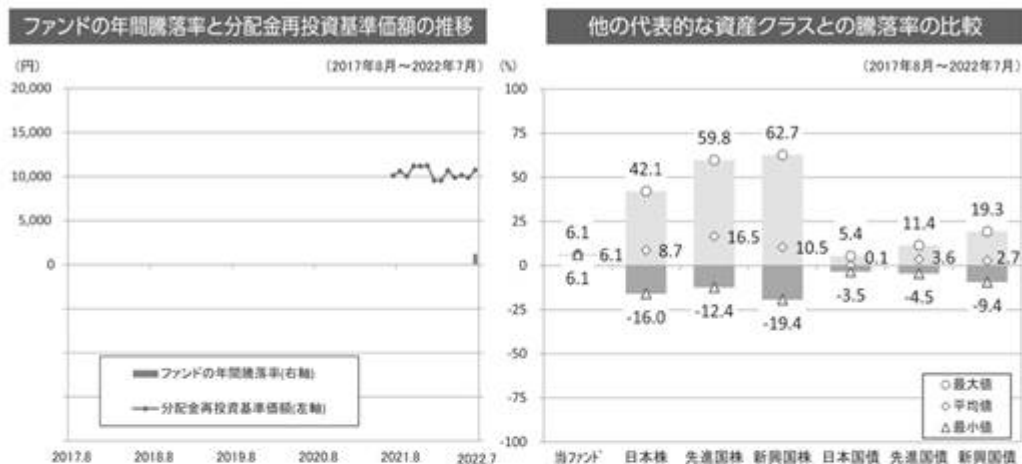 ファンドの年間騰落率と分配金再投資基準価額の推移
(円)
(2017年8月～2022年7月)
20,000
15,000
10,000
5,000
0
ファンドの年間騰落率(右軸)
分配金再投資基準価額(左軸)
2017.8 2018.8 2019.8 2020.8 2021.8 2022.7
他の代表的な資産クラスとの騰落率の比較
(%)
(2017年8月～2022年7月)
100
75
50
25
0
-25
-50
-75
-100
6.1 42.1 59.8 62.7 5.4 11.4 19.3
6.1 8.7 16.5 10.5 0.1 3.6 2.7
6.1 -16.0 -12.4 -19.4 -3.5 -4.5 -9.4
最大値
平均値
最小値
当ファンド 日本株 先進国株 新興国株 日本国債 先進国債 新興国債